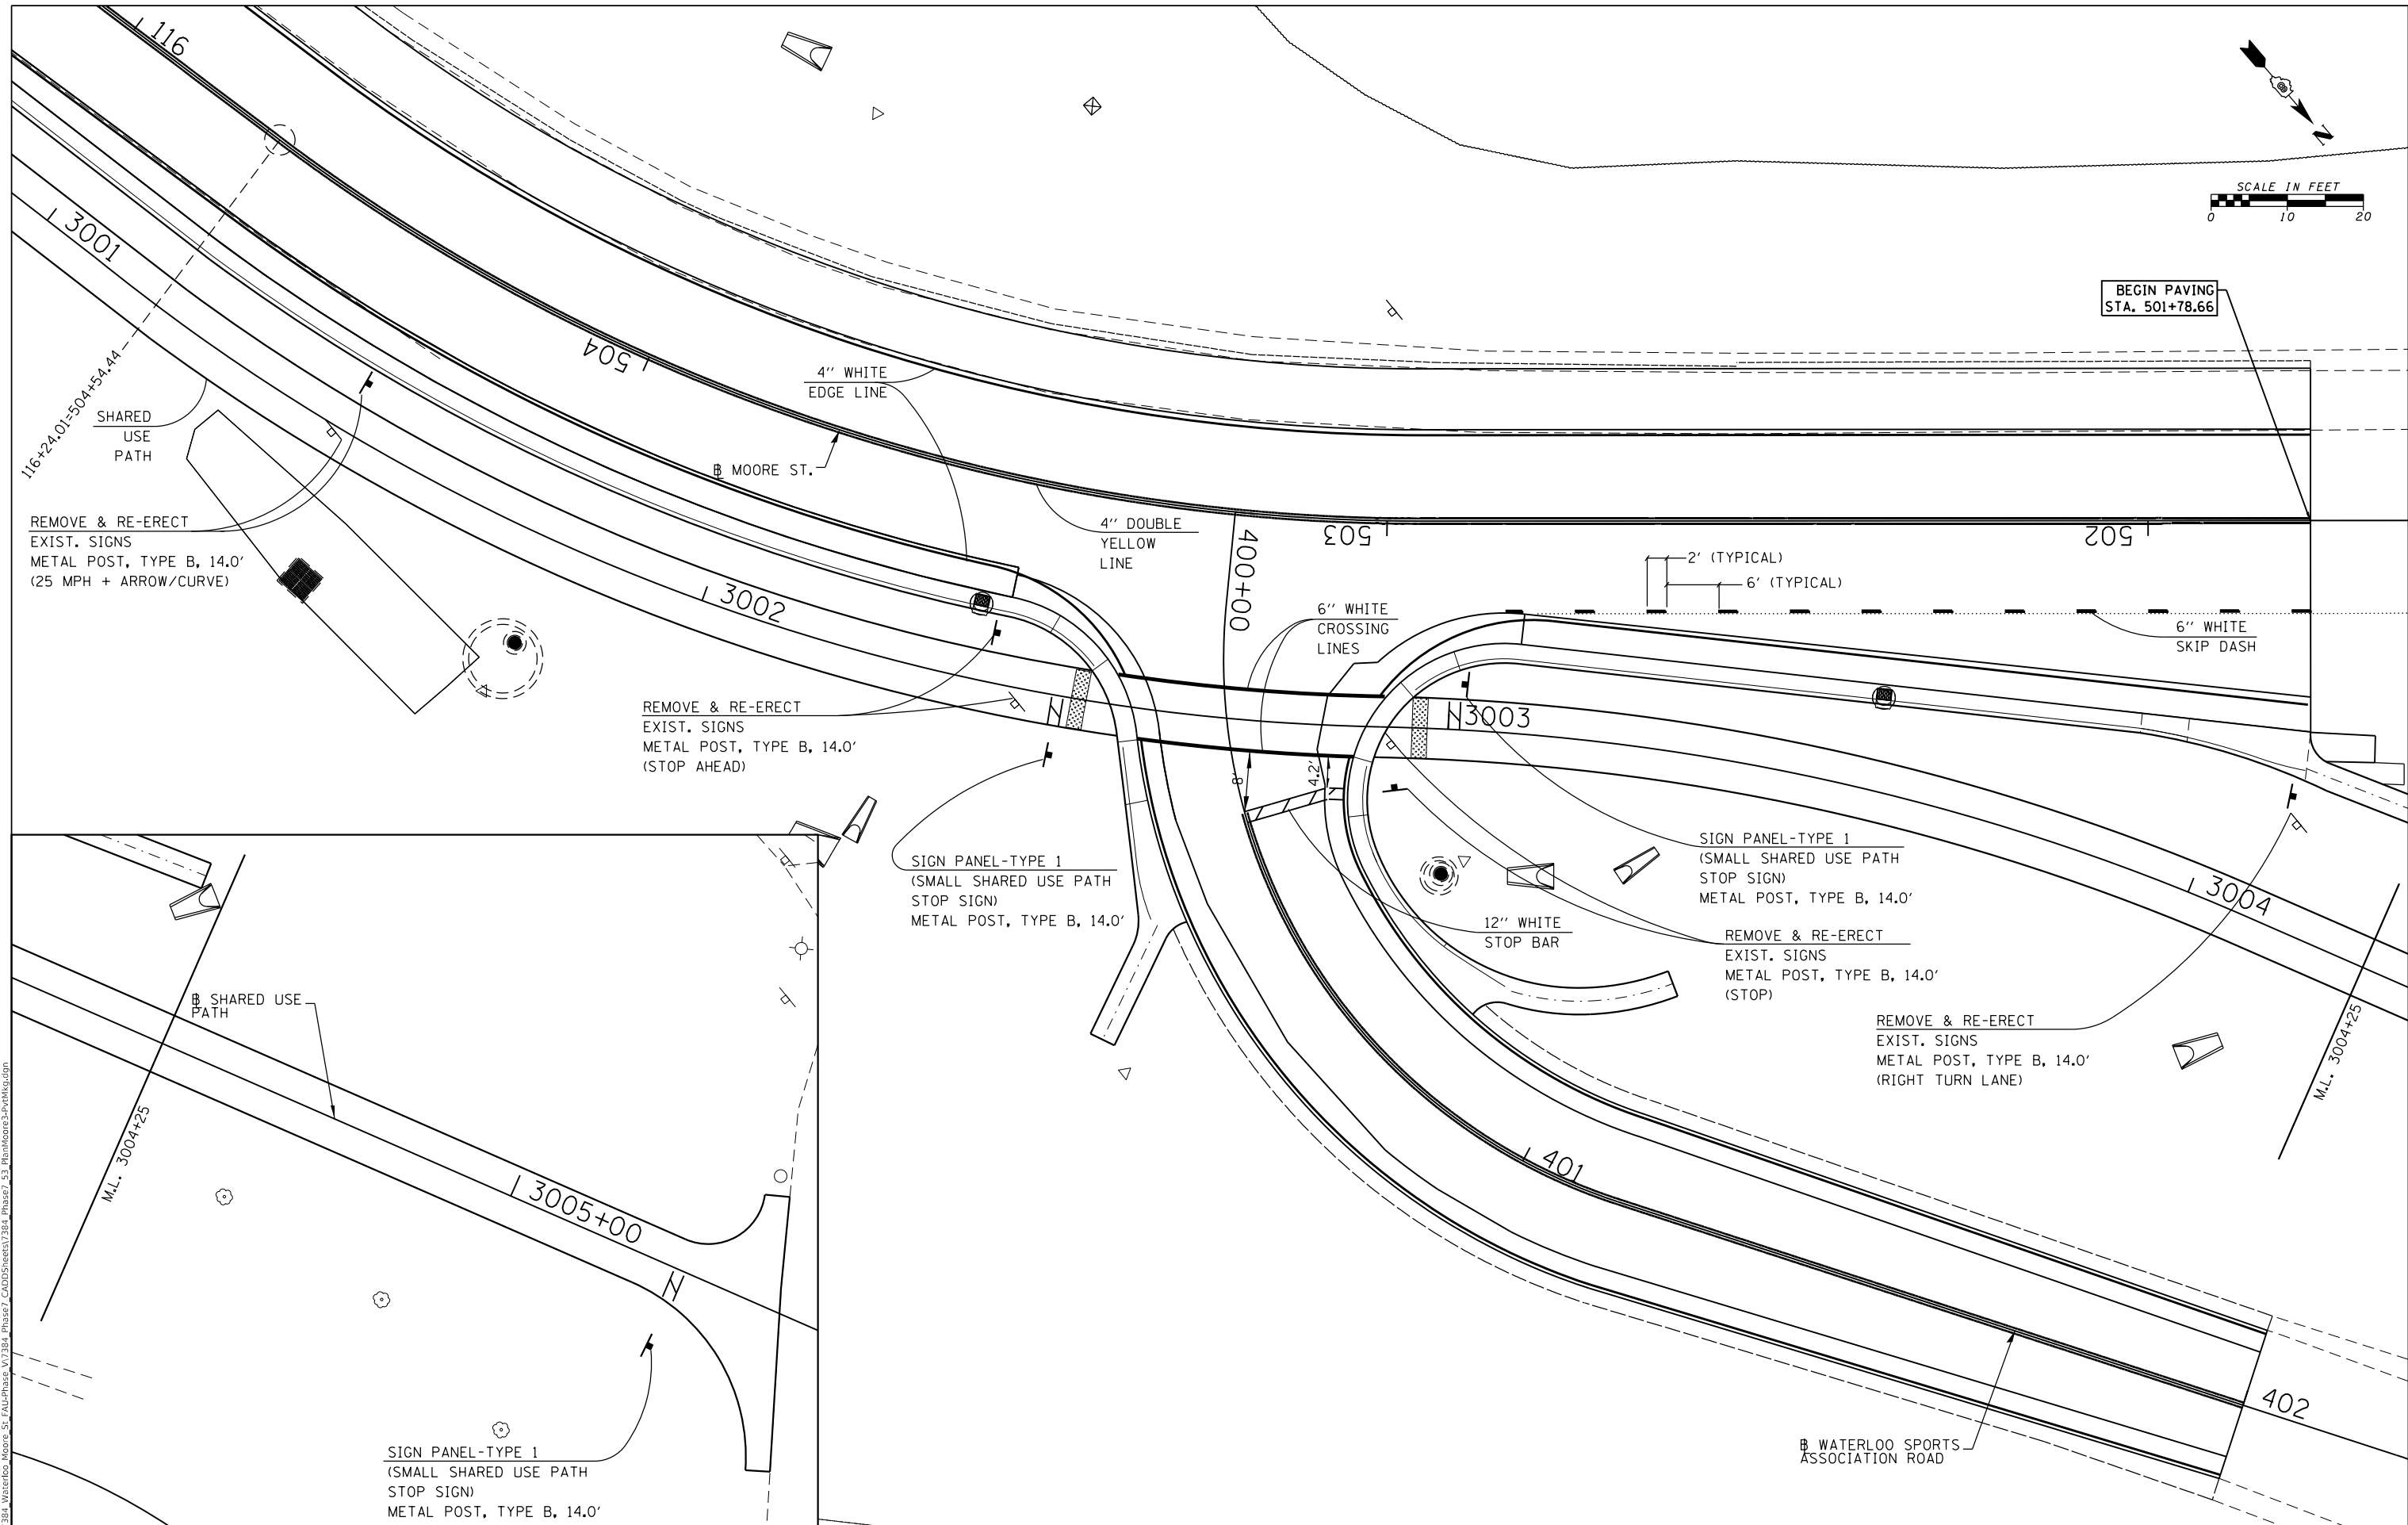 116
N
SCALE IN FEET
0 10 20
3001
BEGIN PAVING
STA. 501+78.66
116+24.01=504+54.44
504
4'' WHITE
EDGE LINE
SHARED
USE
PATH
℄ MOORE ST.
REMOVE & RE-ERECT
EXIST. SIGNS
METAL POST, TYPE B, 14.0'
(25 MPH + ARROW/CURVE)
4'' DOUBLE
YELLOW
LINE
503
502
400+00
2' (TYPICAL)
6' (TYPICAL)
3002
6'' WHITE
CROSSING
LINES
6'' WHITE
SKIP DASH
REMOVE & RE-ERECT
EXIST. SIGNS
METAL POST, TYPE B, 14.0'
(STOP AHEAD)
3003
8'
4.2'
SIGN PANEL-TYPE 1
(SMALL SHARED USE PATH
STOP SIGN)
METAL POST, TYPE B, 14.0'
SIGN PANEL-TYPE 1
(SMALL SHARED USE PATH
STOP SIGN)
METAL POST, TYPE B, 14.0'
3004
12'' WHITE
STOP BAR
REMOVE & RE-ERECT
EXIST. SIGNS
METAL POST, TYPE B, 14.0'
(STOP)
REMOVE & RE-ERECT
EXIST. SIGNS
METAL POST, TYPE B, 14.0'
(RIGHT TURN LANE)
M.L. 3004+25
℄ SHARED USE
PATH
M.L. 3004+25
3005+00
401
402
℄ WATERLOO SPORTS
ASSOCIATION ROAD
SIGN PANEL-TYPE 1
(SMALL SHARED USE PATH
STOP SIGN)
METAL POST, TYPE B, 14.0'
384_Waterloo_Moore_St_FAU-Phase_V\7384_Phase7_CADDSheets\7384_Phase7_53_PlanMoore3-PvtMkg.dgn